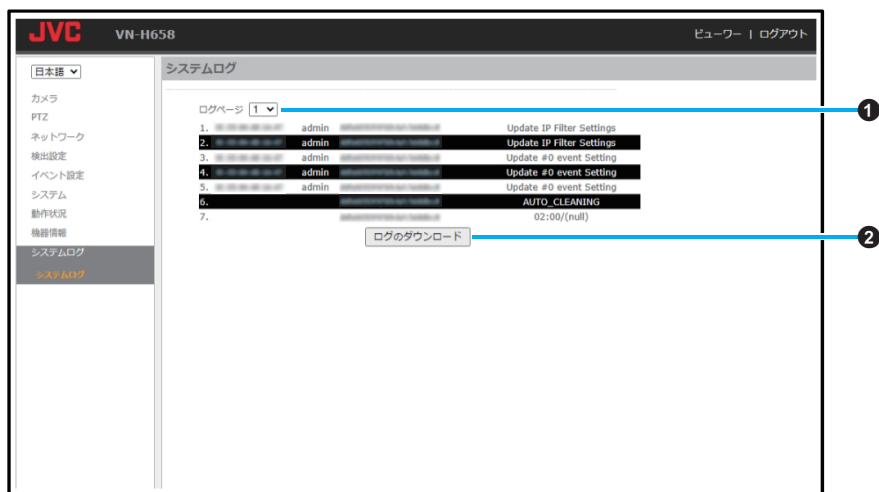 JVC VN-H658 ビューワー | ログアウト
日本語
システムログ
カメラ
PTZ
ネットワーク
検出設定
イベント設定
システム
動作状況
機器情報
システムログ
システムログ
ログページ 1
1. admin Update IP Filter Settings
2. admin Update IP Filter Settings
3. admin Update #0 event Setting
4. admin Update #0 event Setting
5. admin Update #0 event Setting
6. AUTO_CLEANING
7. 02:00/(null)
ログのダウンロード
❶
❷